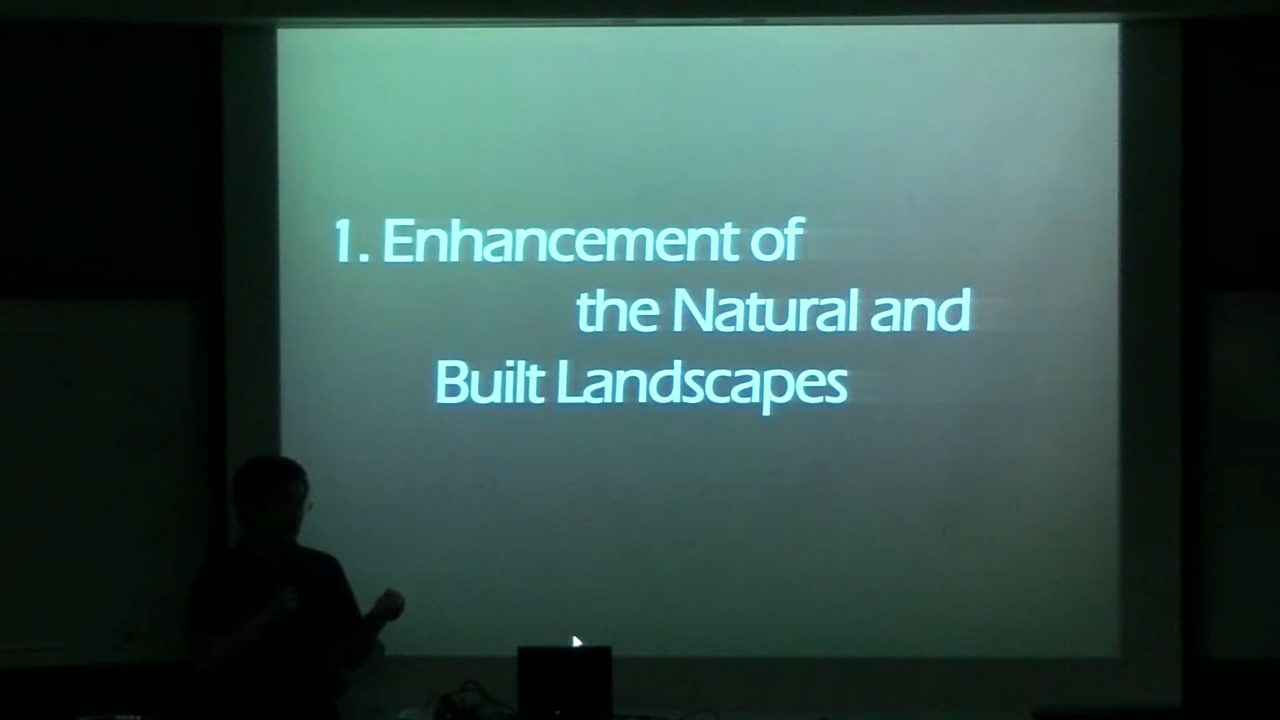 1. Enhancement of
the Natural and
Built Landscapes